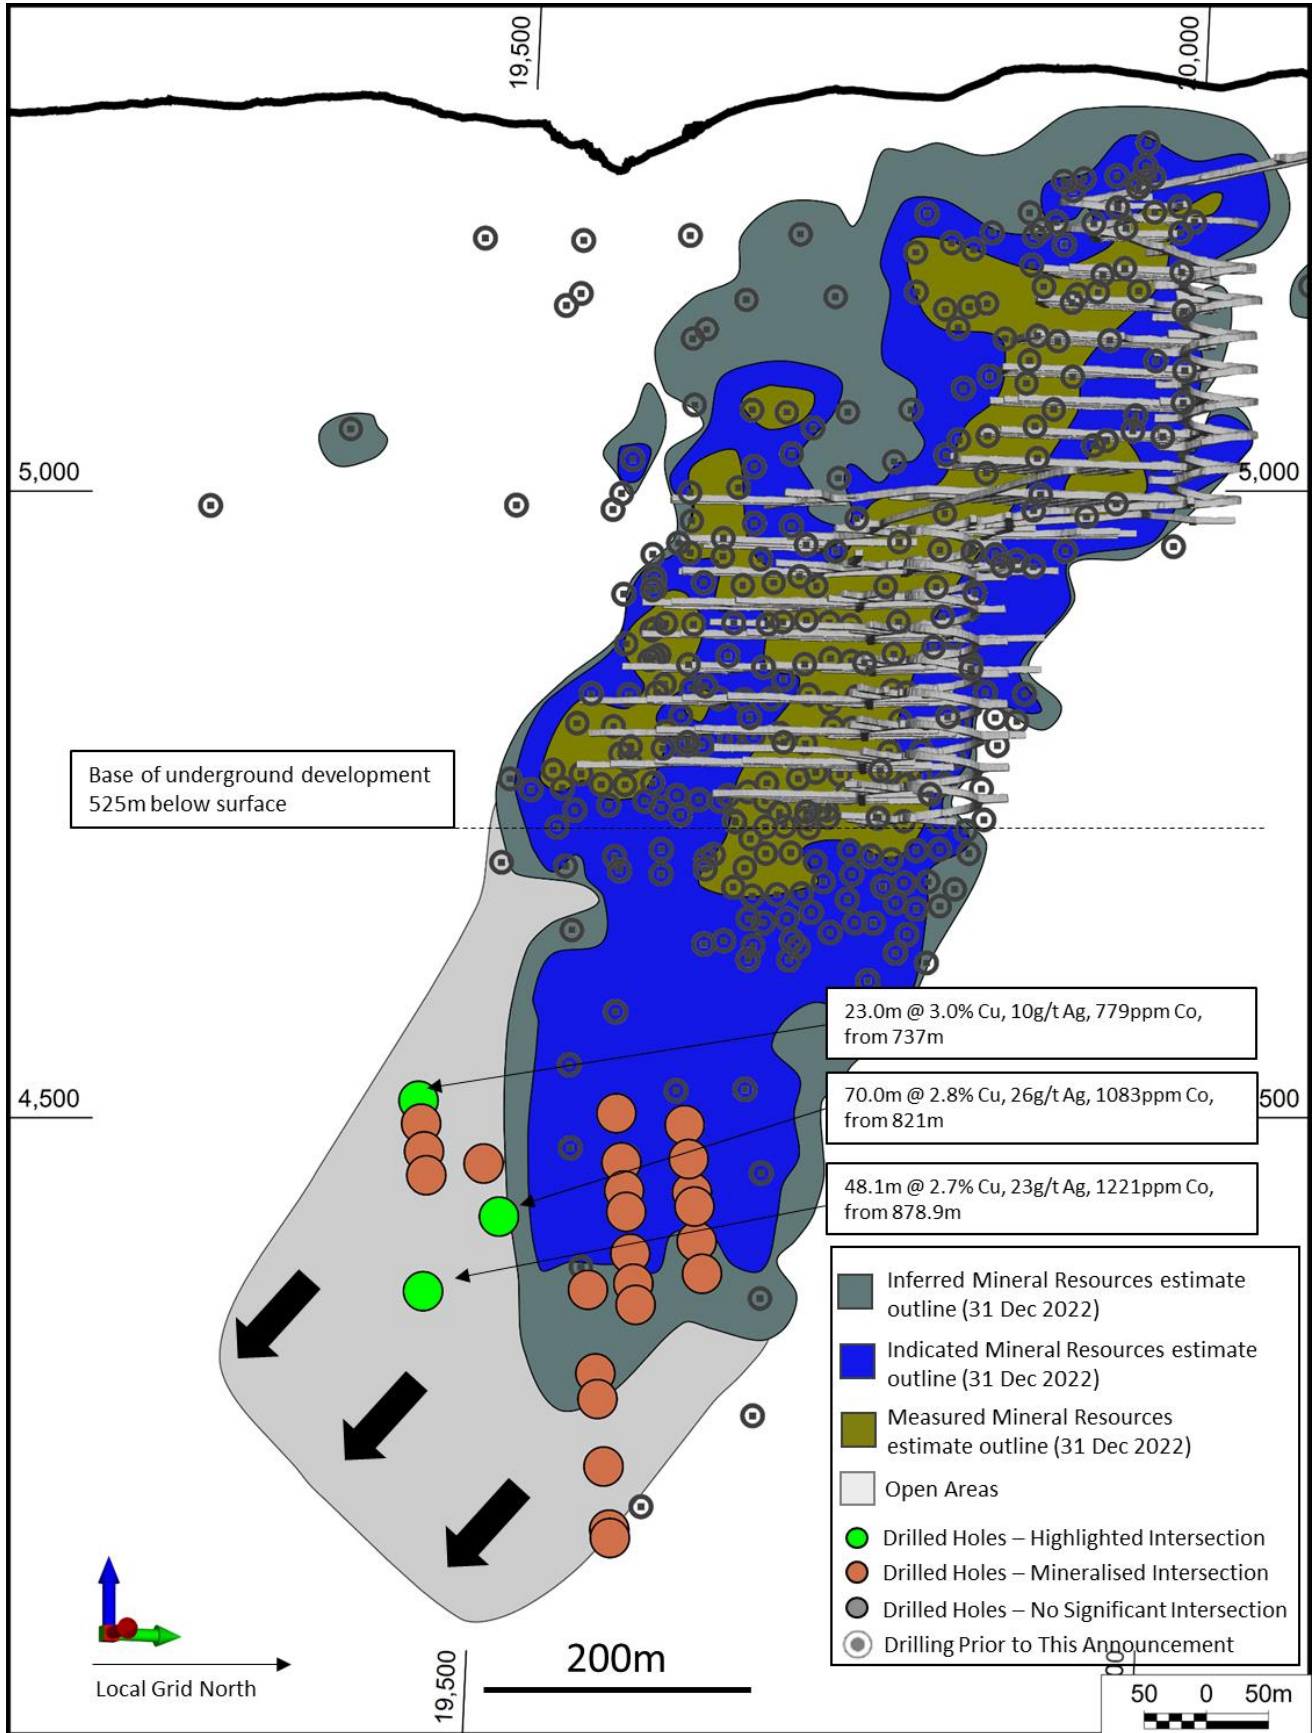 19,500
20,000
5,000
5,000
Base of underground development
525m below surface
23.0m @ 3.0% Cu, 10g/t Ag, 779ppm Co,
from 737m
4,500
500
70.0m @ 2.8% Cu, 26g/t Ag, 1083ppm Co,
from 821m
48.1m @ 2.7% Cu, 23g/t Ag, 1221ppm Co,
from 878.9m
Inferred Mineral Resources estimate
outline (31 Dec 2022)
Indicated Mineral Resources estimate
outline (31 Dec 2022)
Measured Mineral Resources
estimate outline (31 Dec 2022)
Open Areas
Drilled Holes – Highlighted Intersection
Drilled Holes – Mineralised Intersection
Drilled Holes – No Significant Intersection
Drilling Prior to This Announcement
Local Grid North
19,500
200m
50 0 50m